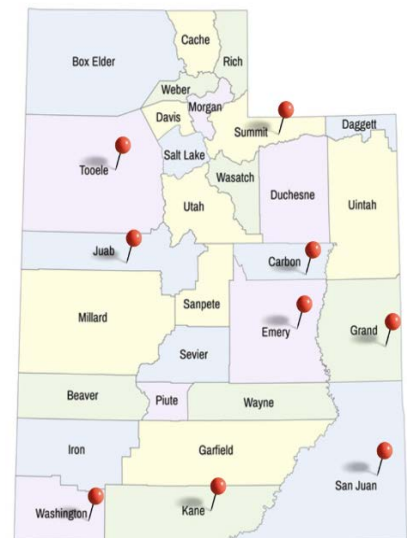 Cache
Box Elder
Rich
Weber
Morgan
Davis
Summit
Daggett
Salt Lake
Tooele
Wasatch
Duchesne
Utah
Uintah
Juab
Carbon
Sanpete
Millard
Emery
Grand
Sevier
Beaver
Piute
Wayne
Iron
Garfield
San Juan
Washington
Kane